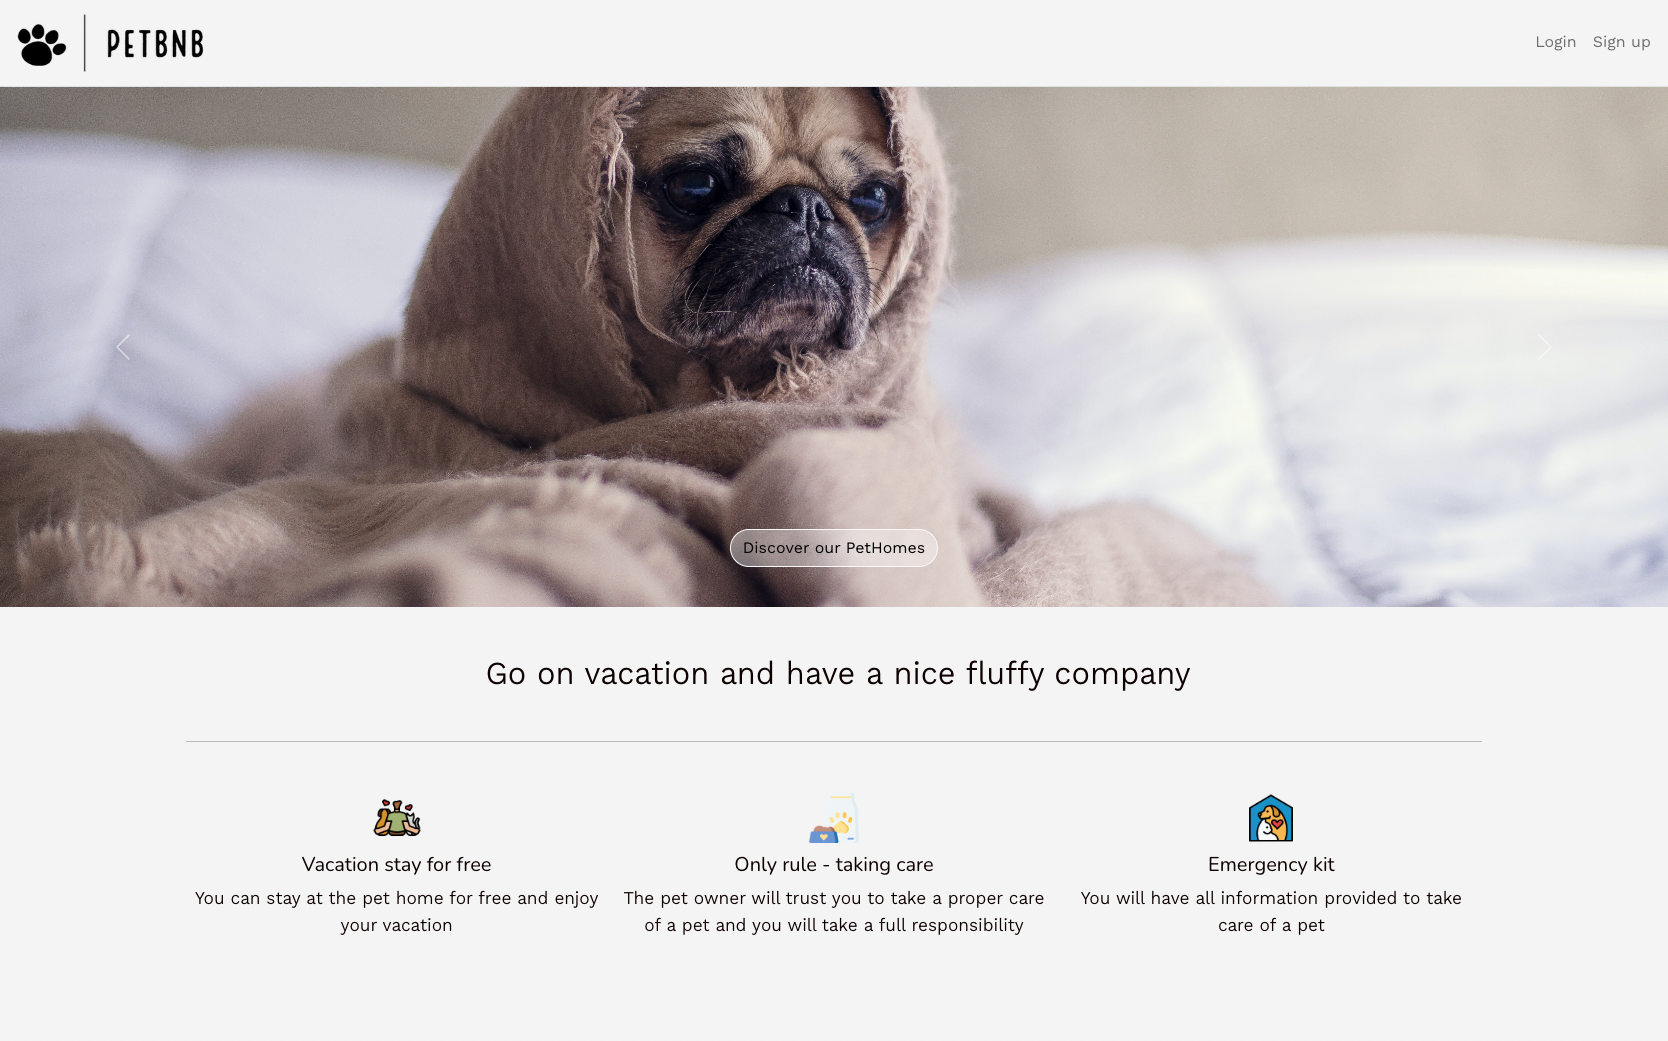 PETBNB
Login Sign up
Discover our PetHomes
Go on vacation and have a nice fluffy company
Vacation stay for free
You can stay at the pet home for free and enjoy
your vacation
Only rule - taking care
The pet owner will trust you to take a proper care
of a pet and you will take a full responsibility
Emergency kit
You will have all information provided to take
care of a pet